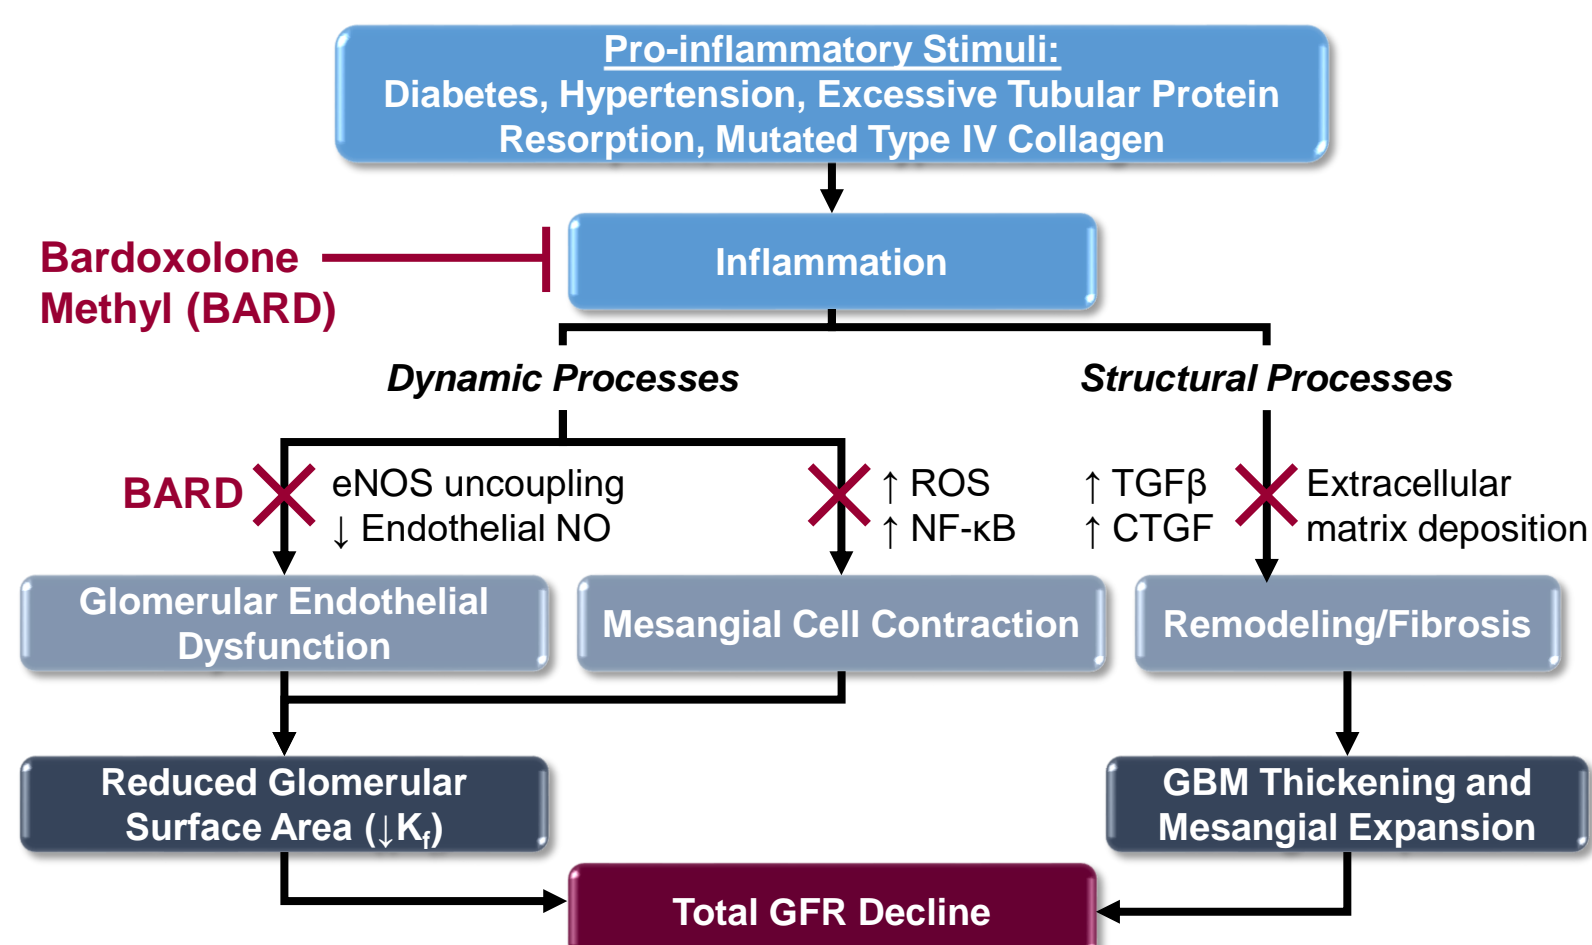 Pro-inflammatory Stimuli:
Diabetes, Hypertension, Excessive Tubular Protein
Resorption, Mutated Type IV Collagen
Bardoxolone
Methyl (BARD)
Inflammation
Dynamic Processes
Structural Processes
BARD
eNOS uncoupling
↓ Endothelial NO
↑ ROS
↑ NF-κB
↑ TGFβ
↑ CTGF
Extracellular
matrix deposition
Glomerular Endothelial
Dysfunction
Mesangial Cell Contraction
Remodeling/Fibrosis
Reduced Glomerular
Surface Area (↓Kf)
GBM Thickening and
Mesangial Expansion
Total GFR Decline